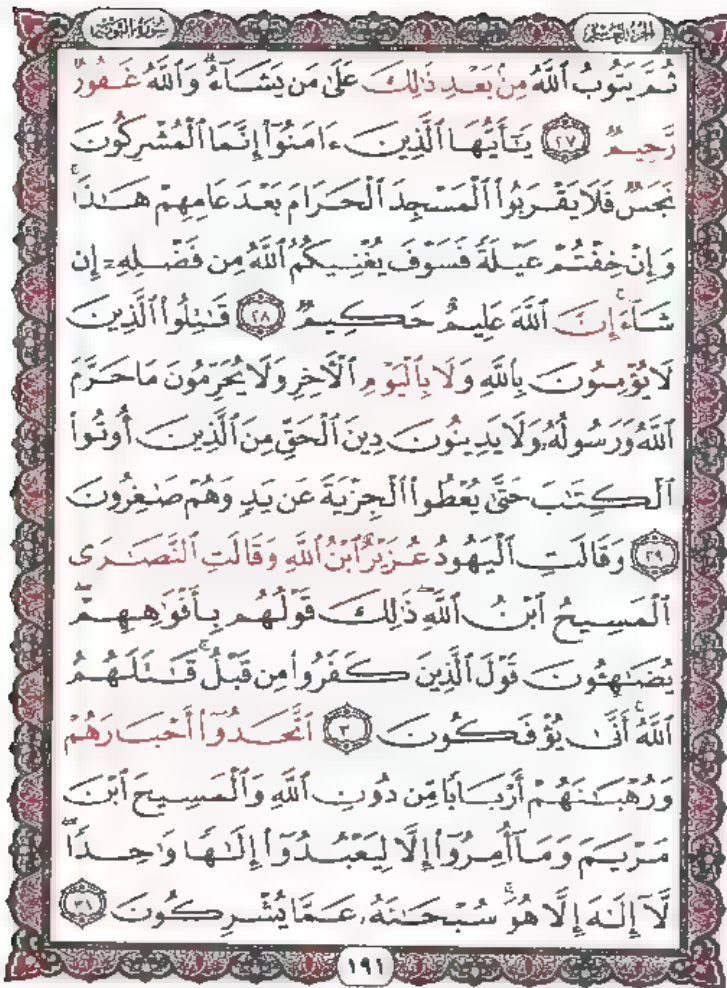 الجزء العاشر سورة التوبة
ثُمَّ يَتُوبُ ٱللَّهُ مِنۢ بَعْدِ ذَٰلِكَ عَلَىٰ مَن يَشَآءُ ۗ وَٱللَّهُ غَفُورٌ
رَّحِيمٌ ٢٧ يَٰٓأَيُّهَا ٱلَّذِينَ ءَامَنُوٓا۟ إِنَّمَا ٱلْمُشْرِكُونَ
نَجَسٌ فَلَا يَقْرَبُوا۟ ٱلْمَسْجِدَ ٱلْحَرَامَ بَعْدَ عَامِهِمْ هَٰذَا ۚ
وَإِنْ خِفْتُمْ عَيْلَةً فَسَوْفَ يُغْنِيكُمُ ٱللَّهُ مِن فَضْلِهِۦٓ إِن
شَآءَ ۚ إِنَّ ٱللَّهَ عَلِيمٌ حَكِيمٌ ٢٨ قَٰتِلُوا۟ ٱلَّذِينَ
لَا يُؤْمِنُونَ بِٱللَّهِ وَلَا بِٱلْيَوْمِ ٱلْءَاخِرِ وَلَا يُحَرِّمُونَ مَا حَرَّمَ
ٱللَّهُ وَرَسُولُهُۥ وَلَا يَدِينُونَ دِينَ ٱلْحَقِّ مِنَ ٱلَّذِينَ أُوتُوا۟
ٱلْكِتَٰبَ حَتَّىٰ يُعْطُوا۟ ٱلْجِزْيَةَ عَن يَدٍ وَهُمْ صَٰغِرُونَ
٢٩ وَقَالَتِ ٱلْيَهُودُ عُزَيْرٌ ٱبْنُ ٱللَّهِ وَقَالَتِ ٱلنَّصَٰرَى
ٱلْمَسِيحُ ٱبْنُ ٱللَّهِ ۖ ذَٰلِكَ قَوْلُهُم بِأَفْوَٰهِهِمْ ۖ
يُضَٰهِـُٔونَ قَوْلَ ٱلَّذِينَ كَفَرُوا۟ مِن قَبْلُ ۚ قَٰتَلَهُمُ
ٱللَّهُ ۚ أَنَّىٰ يُؤْفَكُونَ ٣٠ ٱتَّخَذُوٓا۟ أَحْبَارَهُمْ
وَرُهْبَٰنَهُمْ أَرْبَابًا مِّن دُونِ ٱللَّهِ وَٱلْمَسِيحَ ٱبْنَ
مَرْيَمَ وَمَآ أُمِرُوٓا۟ إِلَّا لِيَعْبُدُوٓا۟ إِلَٰهًا وَٰحِدًا ۖ
لَّآ إِلَٰهَ إِلَّا هُوَ ۚ سُبْحَٰنَهُۥ عَمَّا يُشْرِكُونَ ٣١
١٩١